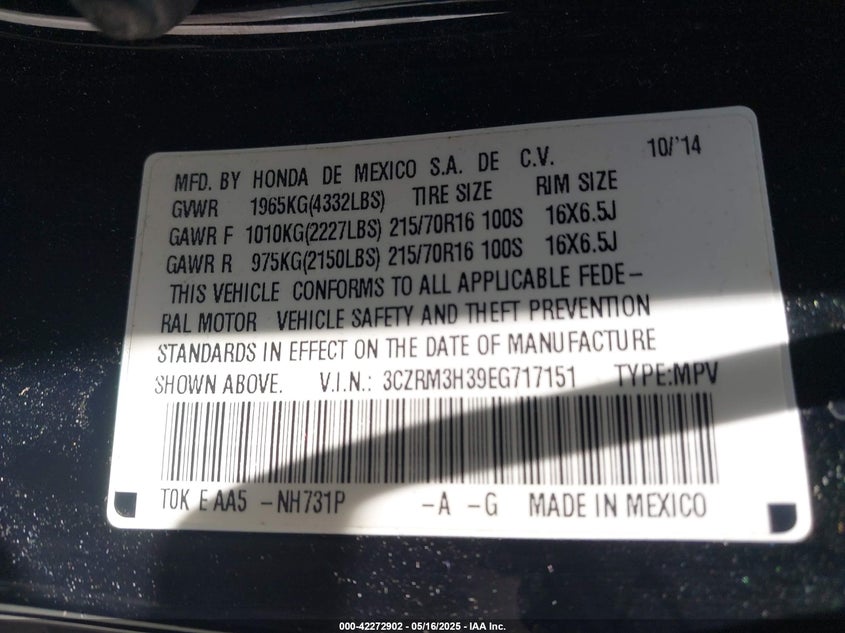 MFD. BY HONDA DE MEXICO S.A. DE C.V. 10/'14
GVWR 1965KG(4332LBS) TIRE SIZE RIM SIZE
GAWR F 1010KG(2227LBS) 215/70R16 100S 16X6.5J
GAWR R 975KG(2150LBS) 215/70R16 100S 16X6.5J
THIS VEHICLE CONFORMS TO ALL APPLICABLE FEDE-
RAL MOTOR VEHICLE SAFETY AND THEFT PREVENTION
STANDARDS IN EFFECT ON THE DATE OF MANUFACTURE
SHOWN ABOVE. V.I.N.: 3CZRM3H39EG717151 TYPE:MPV
T0K E AA5 -NH731P -A -G MADE IN MEXICO
000-42272902 - 05/16/2025 - IAA Inc.